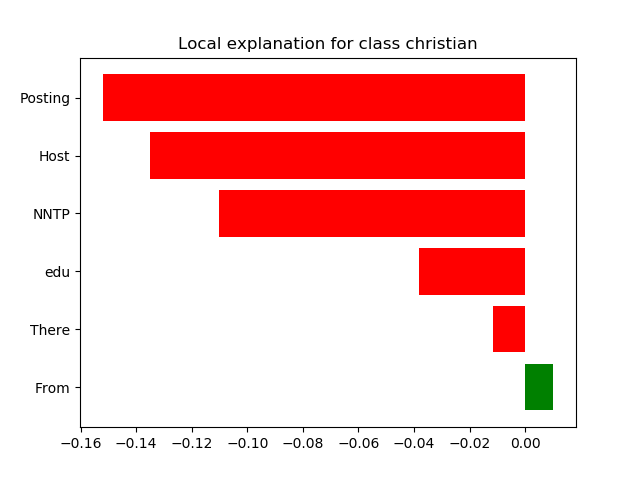 Local explanation for class christian
Posting
Host
NNTP
edu
There
From
−0.16 −0.14 −0.12 −0.10 −0.08 −0.06 −0.04 −0.02 0.00